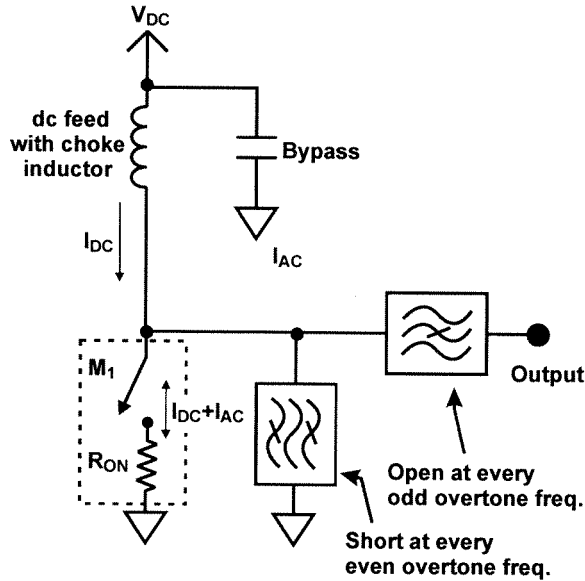 V_DC
dc feed
with choke
inductor
Bypass
I_DC
I_AC
M_1
I_DC+I_AC
R_ON
Output
Open at every
odd overtone freq.
Short at every
even overtone freq.